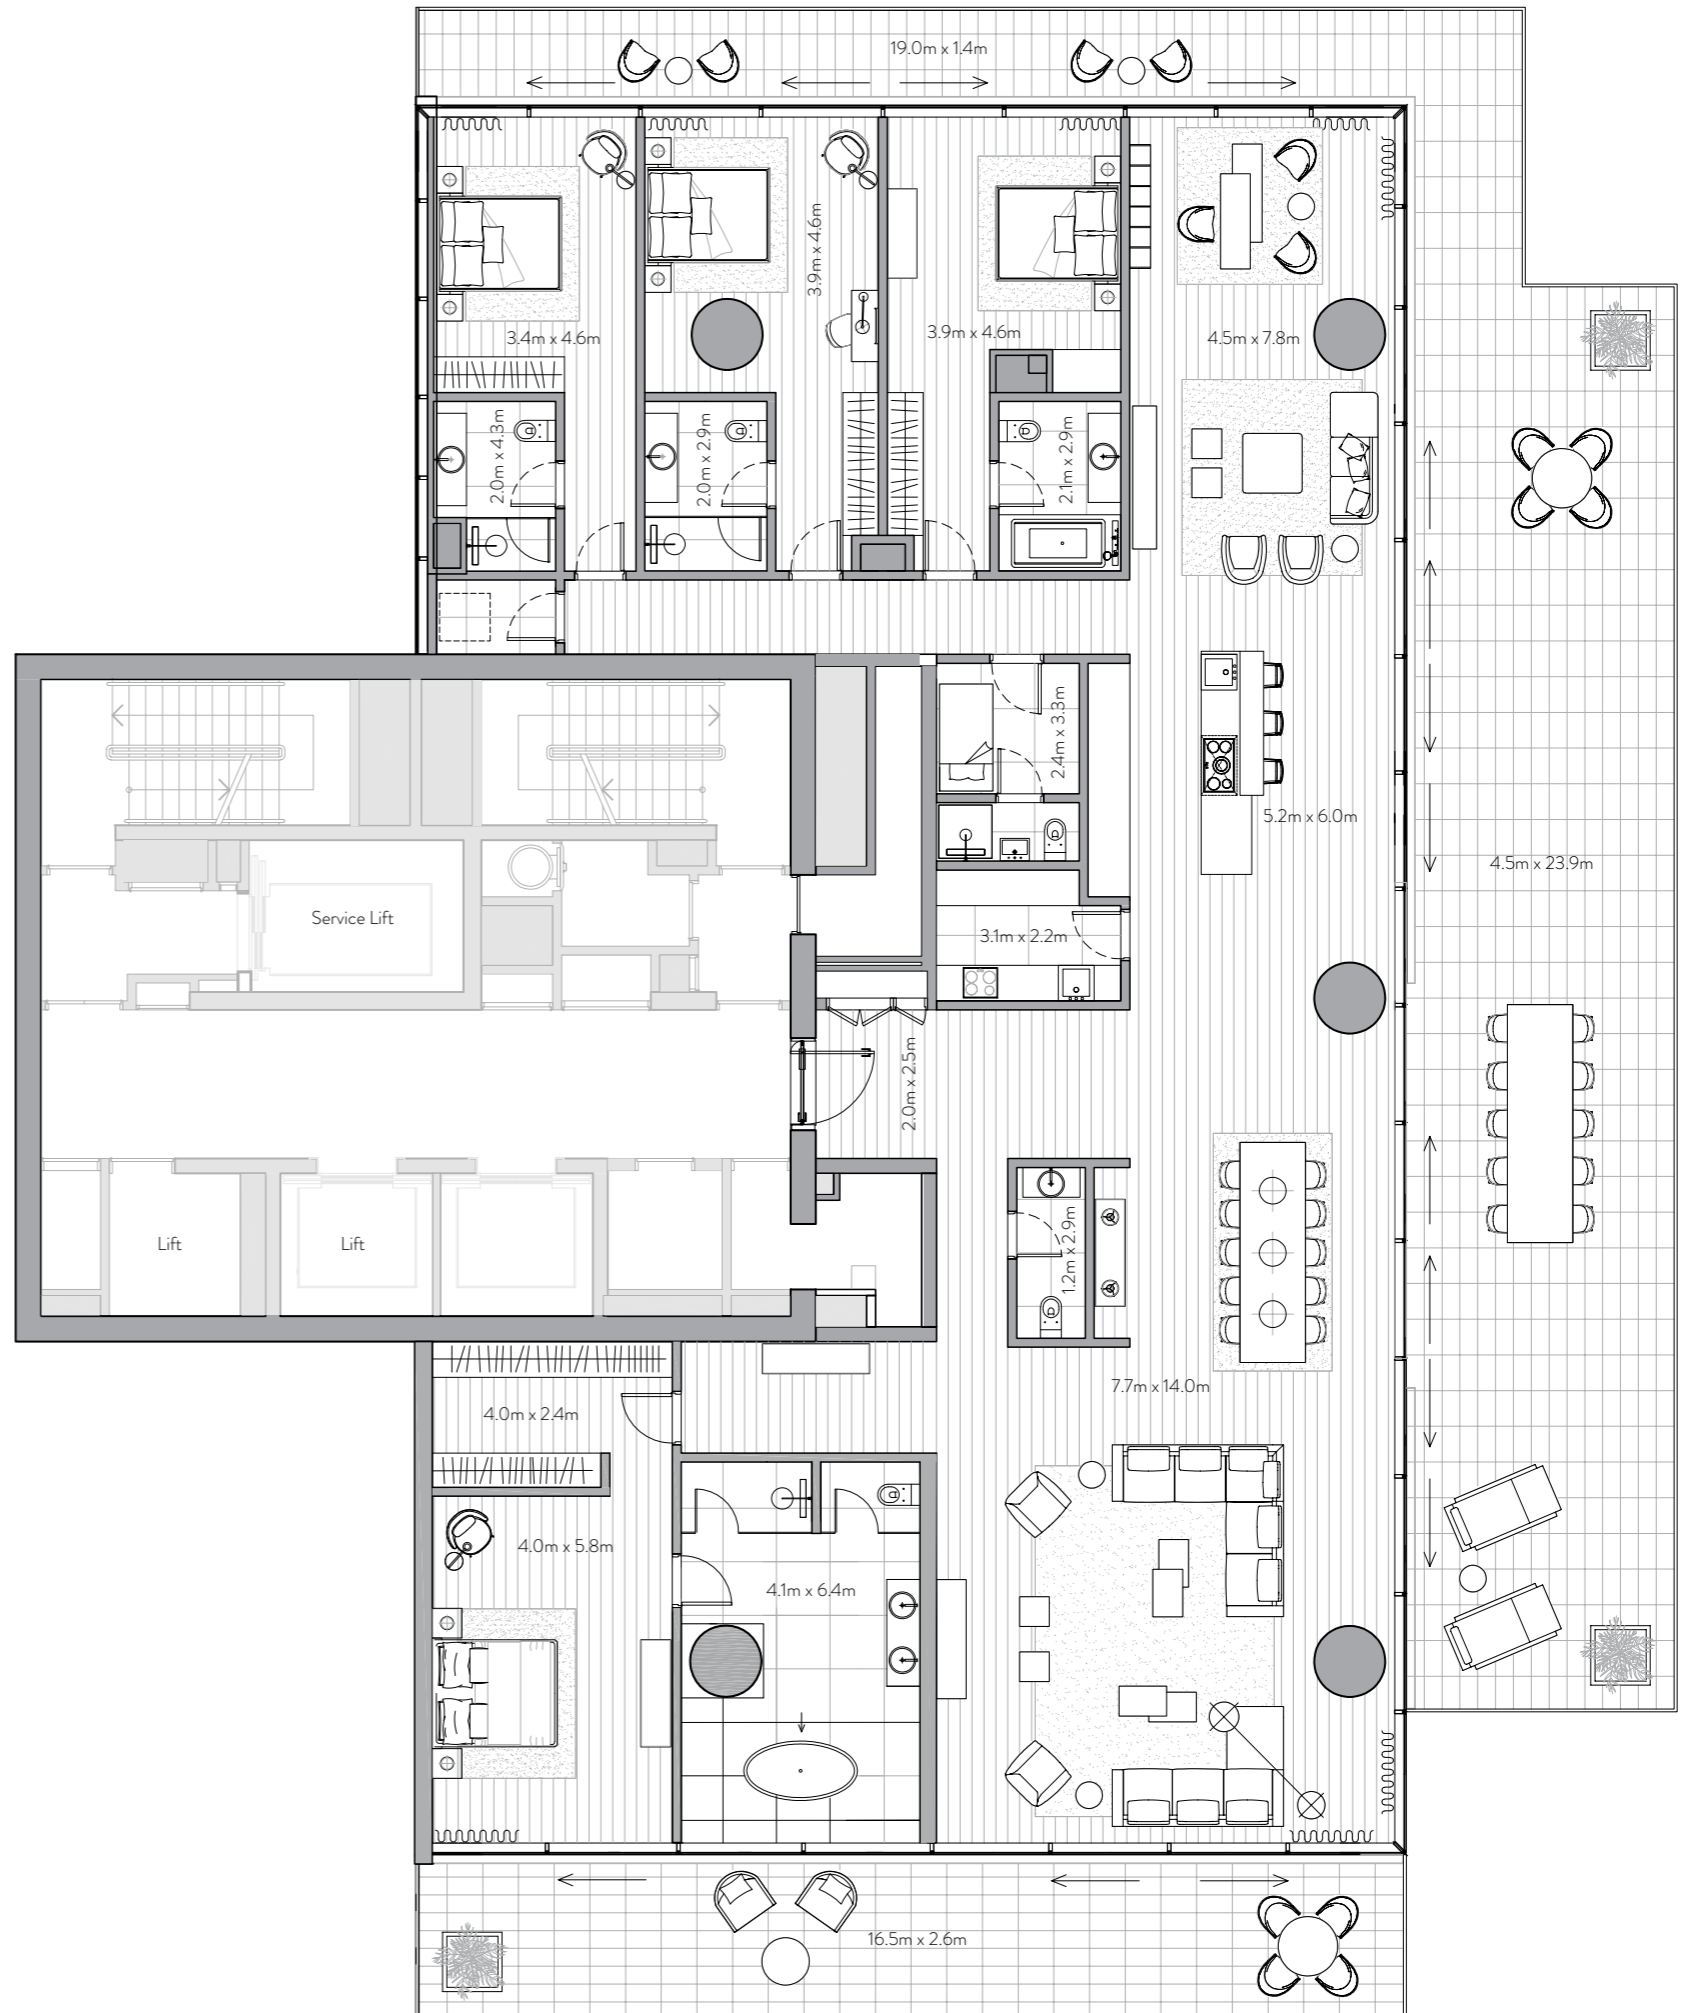 19.0m x 1.4m
3.4m x 4.6m
3.9m x 4.6m
3.9m x 4.6m
4.5m x 7.8m
2.0m x 4.3m
2.0m x 2.9m
2.1m x 2.9m
2.4m x 3.3m
5.2m x 6.0m
4.5m x 23.9m
Service Lift
3.1m x 2.2m
2.0m x 2.5m
Lift
Lift
1.2m x 2.9m
7.7m x 14.0m
4.0m x 2.4m
4.0m x 5.8m
4.1m x 6.4m
16.5m x 2.6m